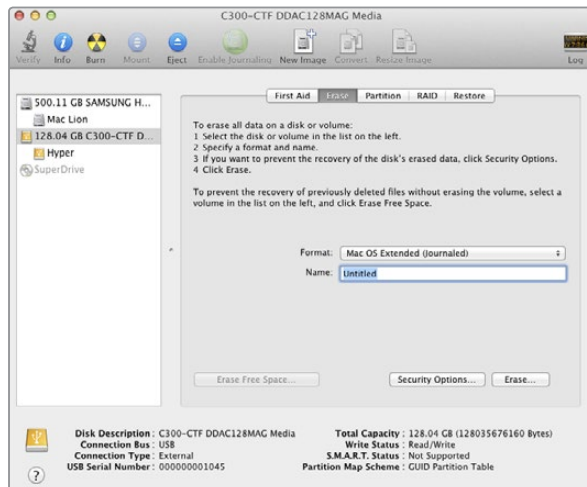 C300-CTF DDAC128MAG Media
Verify Info Burn Mount Eject Enable Journaling New Image Convert Resize Image Log
500.11 GB SAMSUNG H...
Mac Lion
128.04 GB C300-CTF D...
Hyper
SuperDrive
First Aid Erase Partition RAID Restore
To erase all data on a disk or volume:
1 Select the disk or volume in the list on the left.
2 Specify a format and name.
3 If you want to prevent the recovery of the disk's erased data, click Security Options.
4 Click Erase.
To prevent the recovery of previously deleted files without erasing the volume, select a
volume in the list on the left, and click Erase Free Space.
Format: Mac OS Extended (Journaled)
Name: Untitled
Erase Free Space... Security Options... Erase...
Disk Description : C300-CTF DDAC128MAG Media Total Capacity : 128.04 GB (128035676160 Bytes)
Connection Bus : USB Write Status : Read/Write
Connection Type : External S.M.A.R.T. Status : Not Supported
USB Serial Number : 000000001045 Partition Map Scheme : GUID Partition Table
?